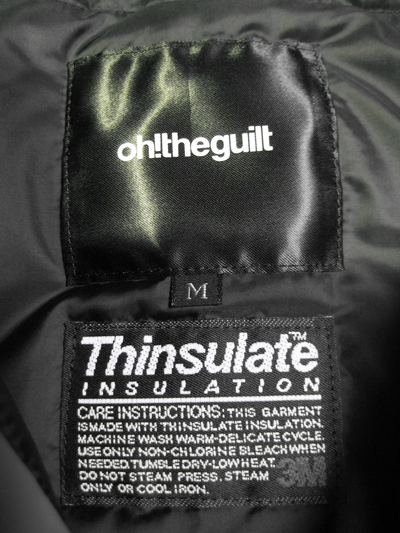 oh!theguilt
M
Thinsulate™
INSULATION
CARE INSTRUCTIONS: THIS GARMENT
IS MADE WITH THINSULATE INSULATION.
MACHINE WASH WARM-DELICATE CYCLE.
USE ONLY NON-CHLORINE BLEACH WHEN
NEEDED. TUMBLE DRY-LOW HEAT.
DO NOT STEAM PRESS. STEAM
ONLY OR COOL IRON.
3M